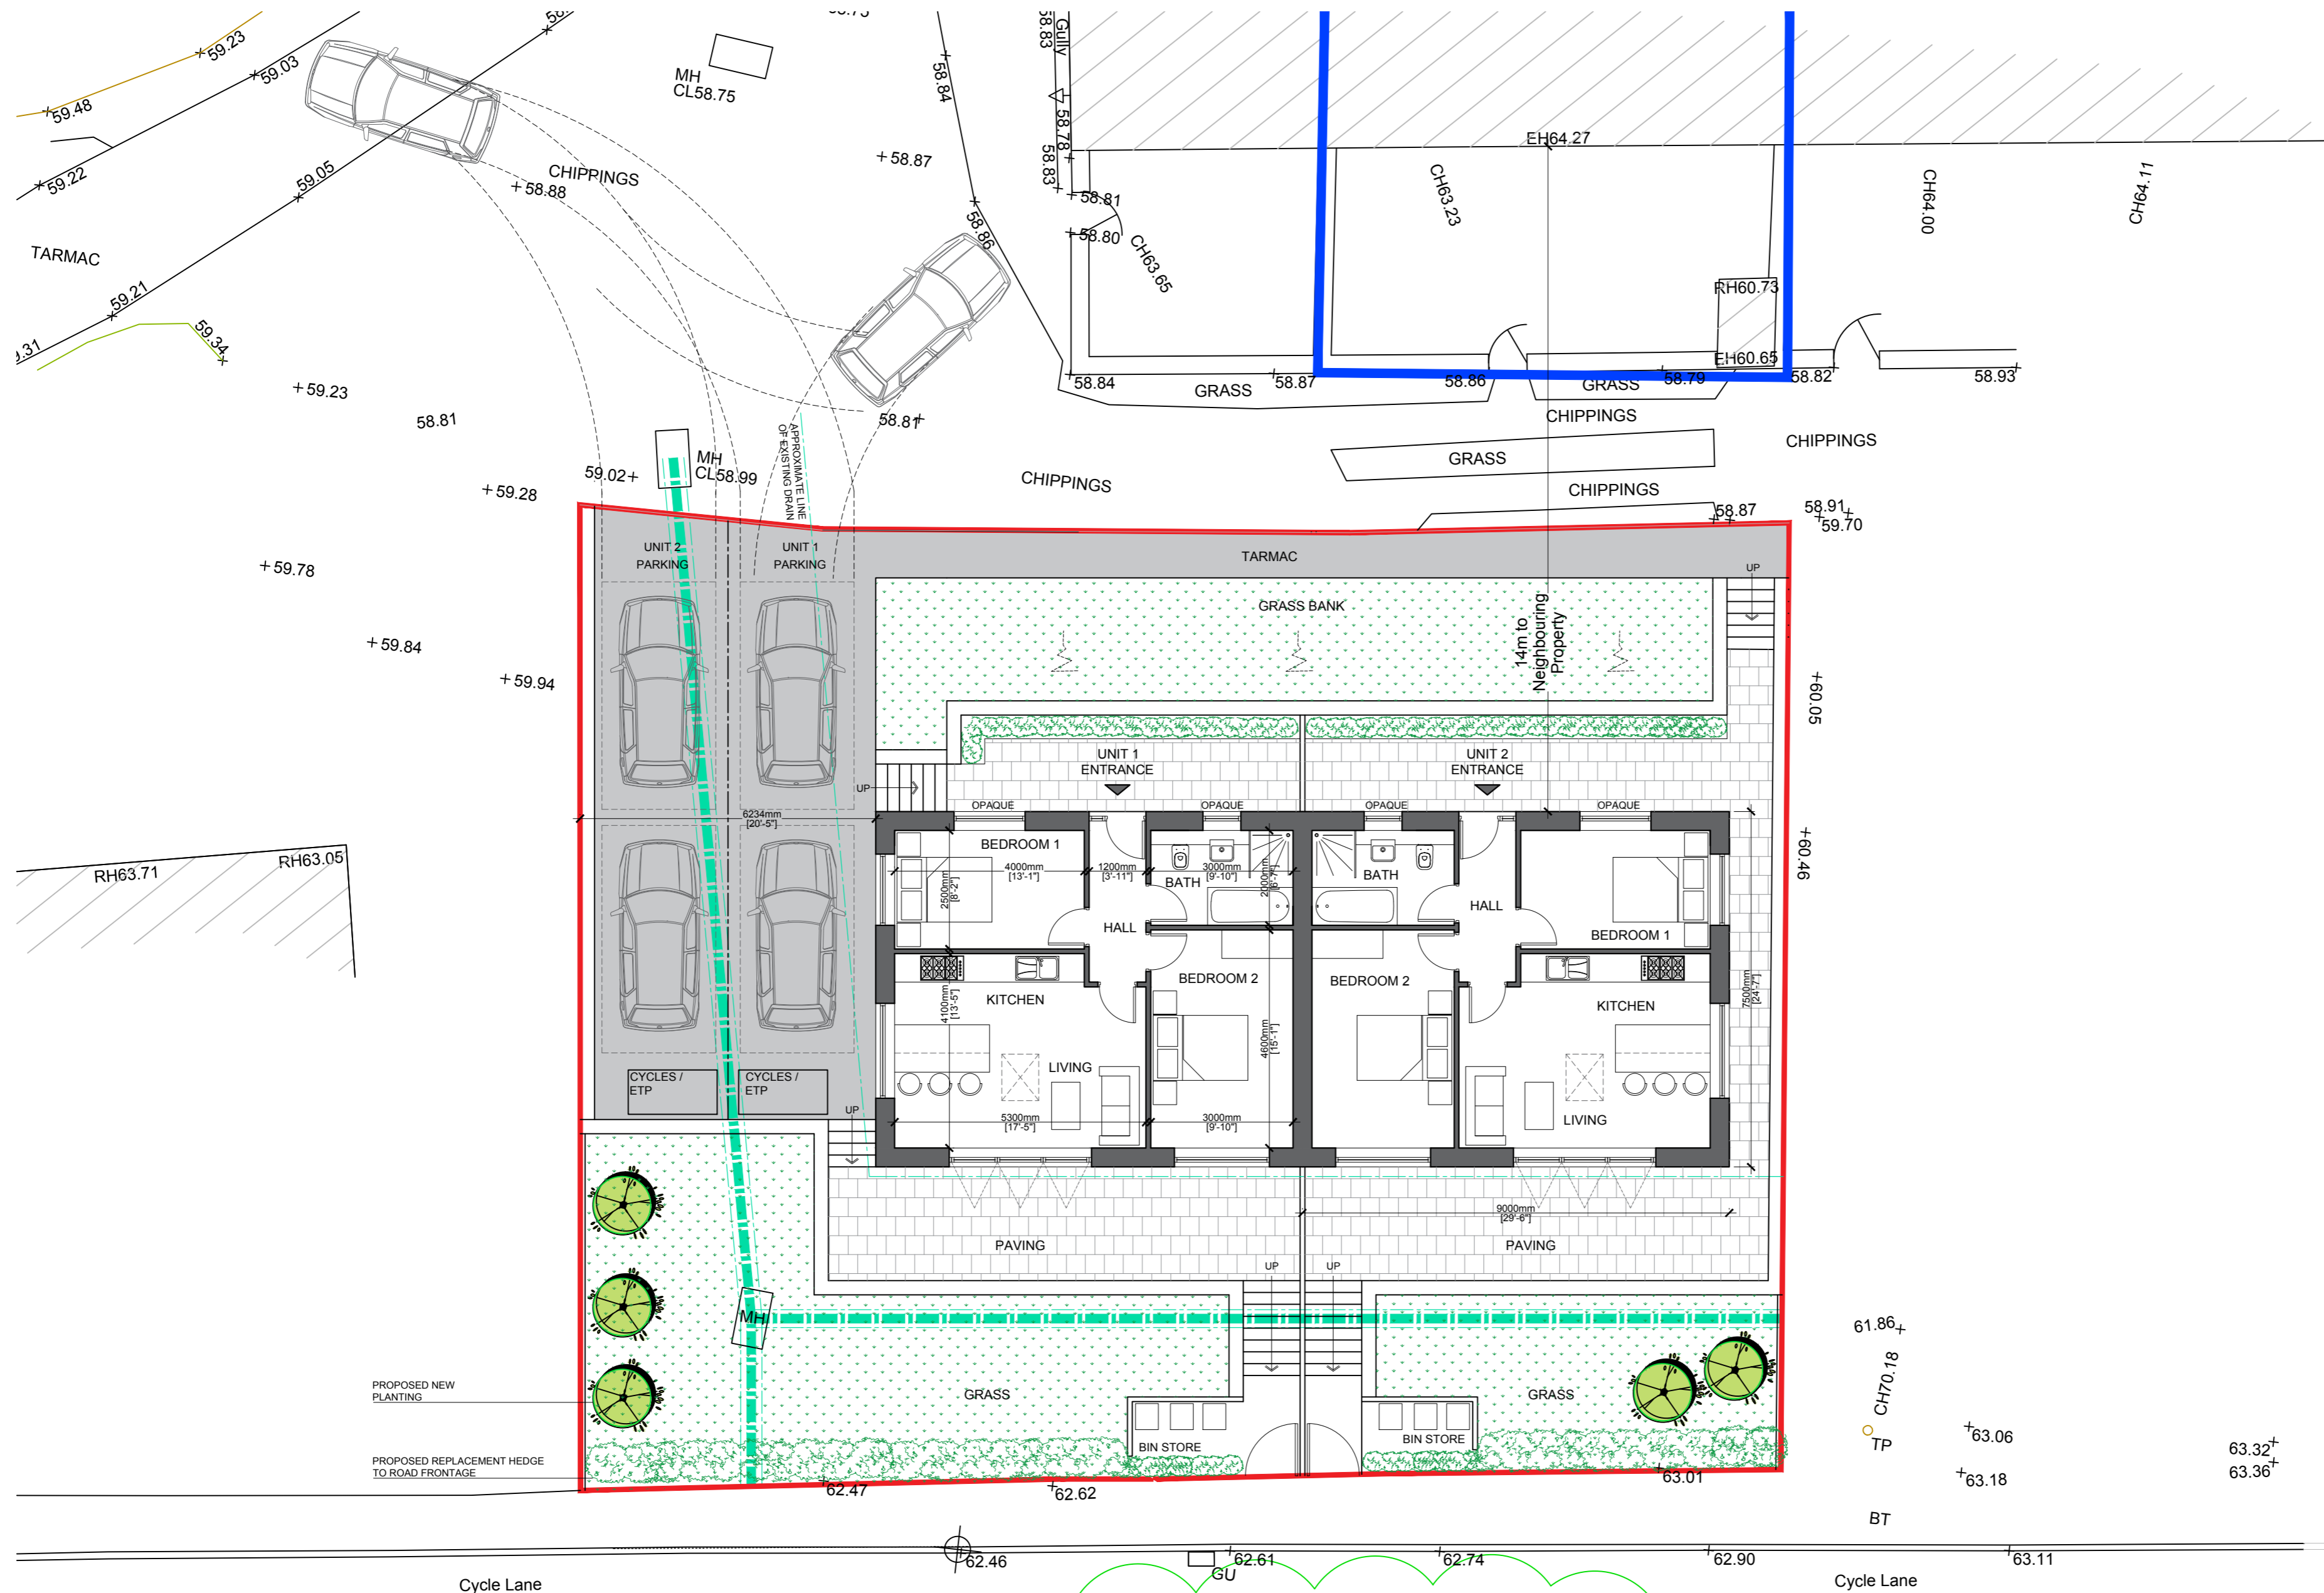 59.23
59.03
59.48
59.22
59.05
TARMAC
59.21
59.34
MH
CL58.75
58.84
58.87
CHIPPINGS
58.88
58.86
58.83
Gully
58.78
58.83
58.81
58.80
CH63.65
EH64.27
CH63.23
CH64.00
CH64.11
RH60.73
EH60.65
58.84
58.87
58.86
58.79
58.82
58.93
GRASS
GRASS
CHIPPINGS
CHIPPINGS
GRASS
CHIPPINGS
CHIPPINGS
59.23
58.81
58.81
MH
CL58.99
59.02
59.28
APPROXIMATE LINE
OF EXISTING DRAIN
58.87
58.91
59.70
59.78
59.84
59.94
UNIT 2
PARKING
UNIT 1
PARKING
TARMAC
UP
GRASS BANK
14m to
Neighbouring
Property
60.05
UNIT 1
ENTRANCE
UNIT 2
ENTRANCE
UP
OPAQUE
OPAQUE
OPAQUE
OPAQUE
6234mm
[20'-5"]
60.46
RH63.71
RH63.05
BEDROOM 1
4000mm
[13'-1"]
1200mm
[3'-11"]
3000mm
[9'-10"]
2500mm
[8'-2"]
2000mm
[6'-7"]
BATH
BATH
HALL
HALL
BEDROOM 1
BEDROOM 2
BEDROOM 2
KITCHEN
KITCHEN
4100mm
[13'-5"]
4600mm
[15'-1"]
7500mm
[24'-7"]
LIVING
LIVING
CYCLES /
ETP
CYCLES /
ETP
UP
5300mm
[17'-5"]
3000mm
[9'-10"]
9000mm
[29'-6"]
PAVING
PAVING
UP
UP
MH
GRASS
GRASS
BIN STORE
BIN STORE
PROPOSED NEW
PLANTING
PROPOSED REPLACEMENT HEDGE
TO ROAD FRONTAGE
61.86
CH70.18
TP
63.06
63.18
63.32
63.36
BT
62.47
62.62
63.01
62.46
62.61
GU
62.74
62.90
63.11
Cycle Lane
Cycle Lane